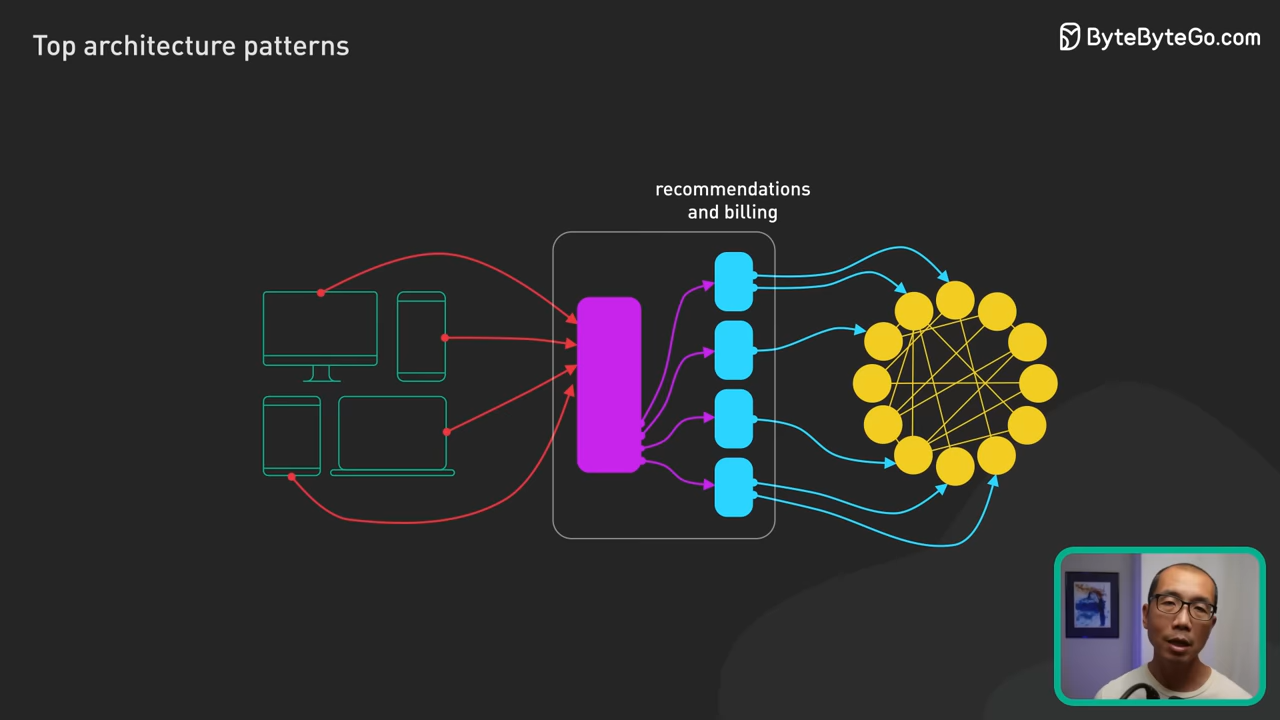 Top architecture patterns
ByteByteGo.com
recommendations
and billing